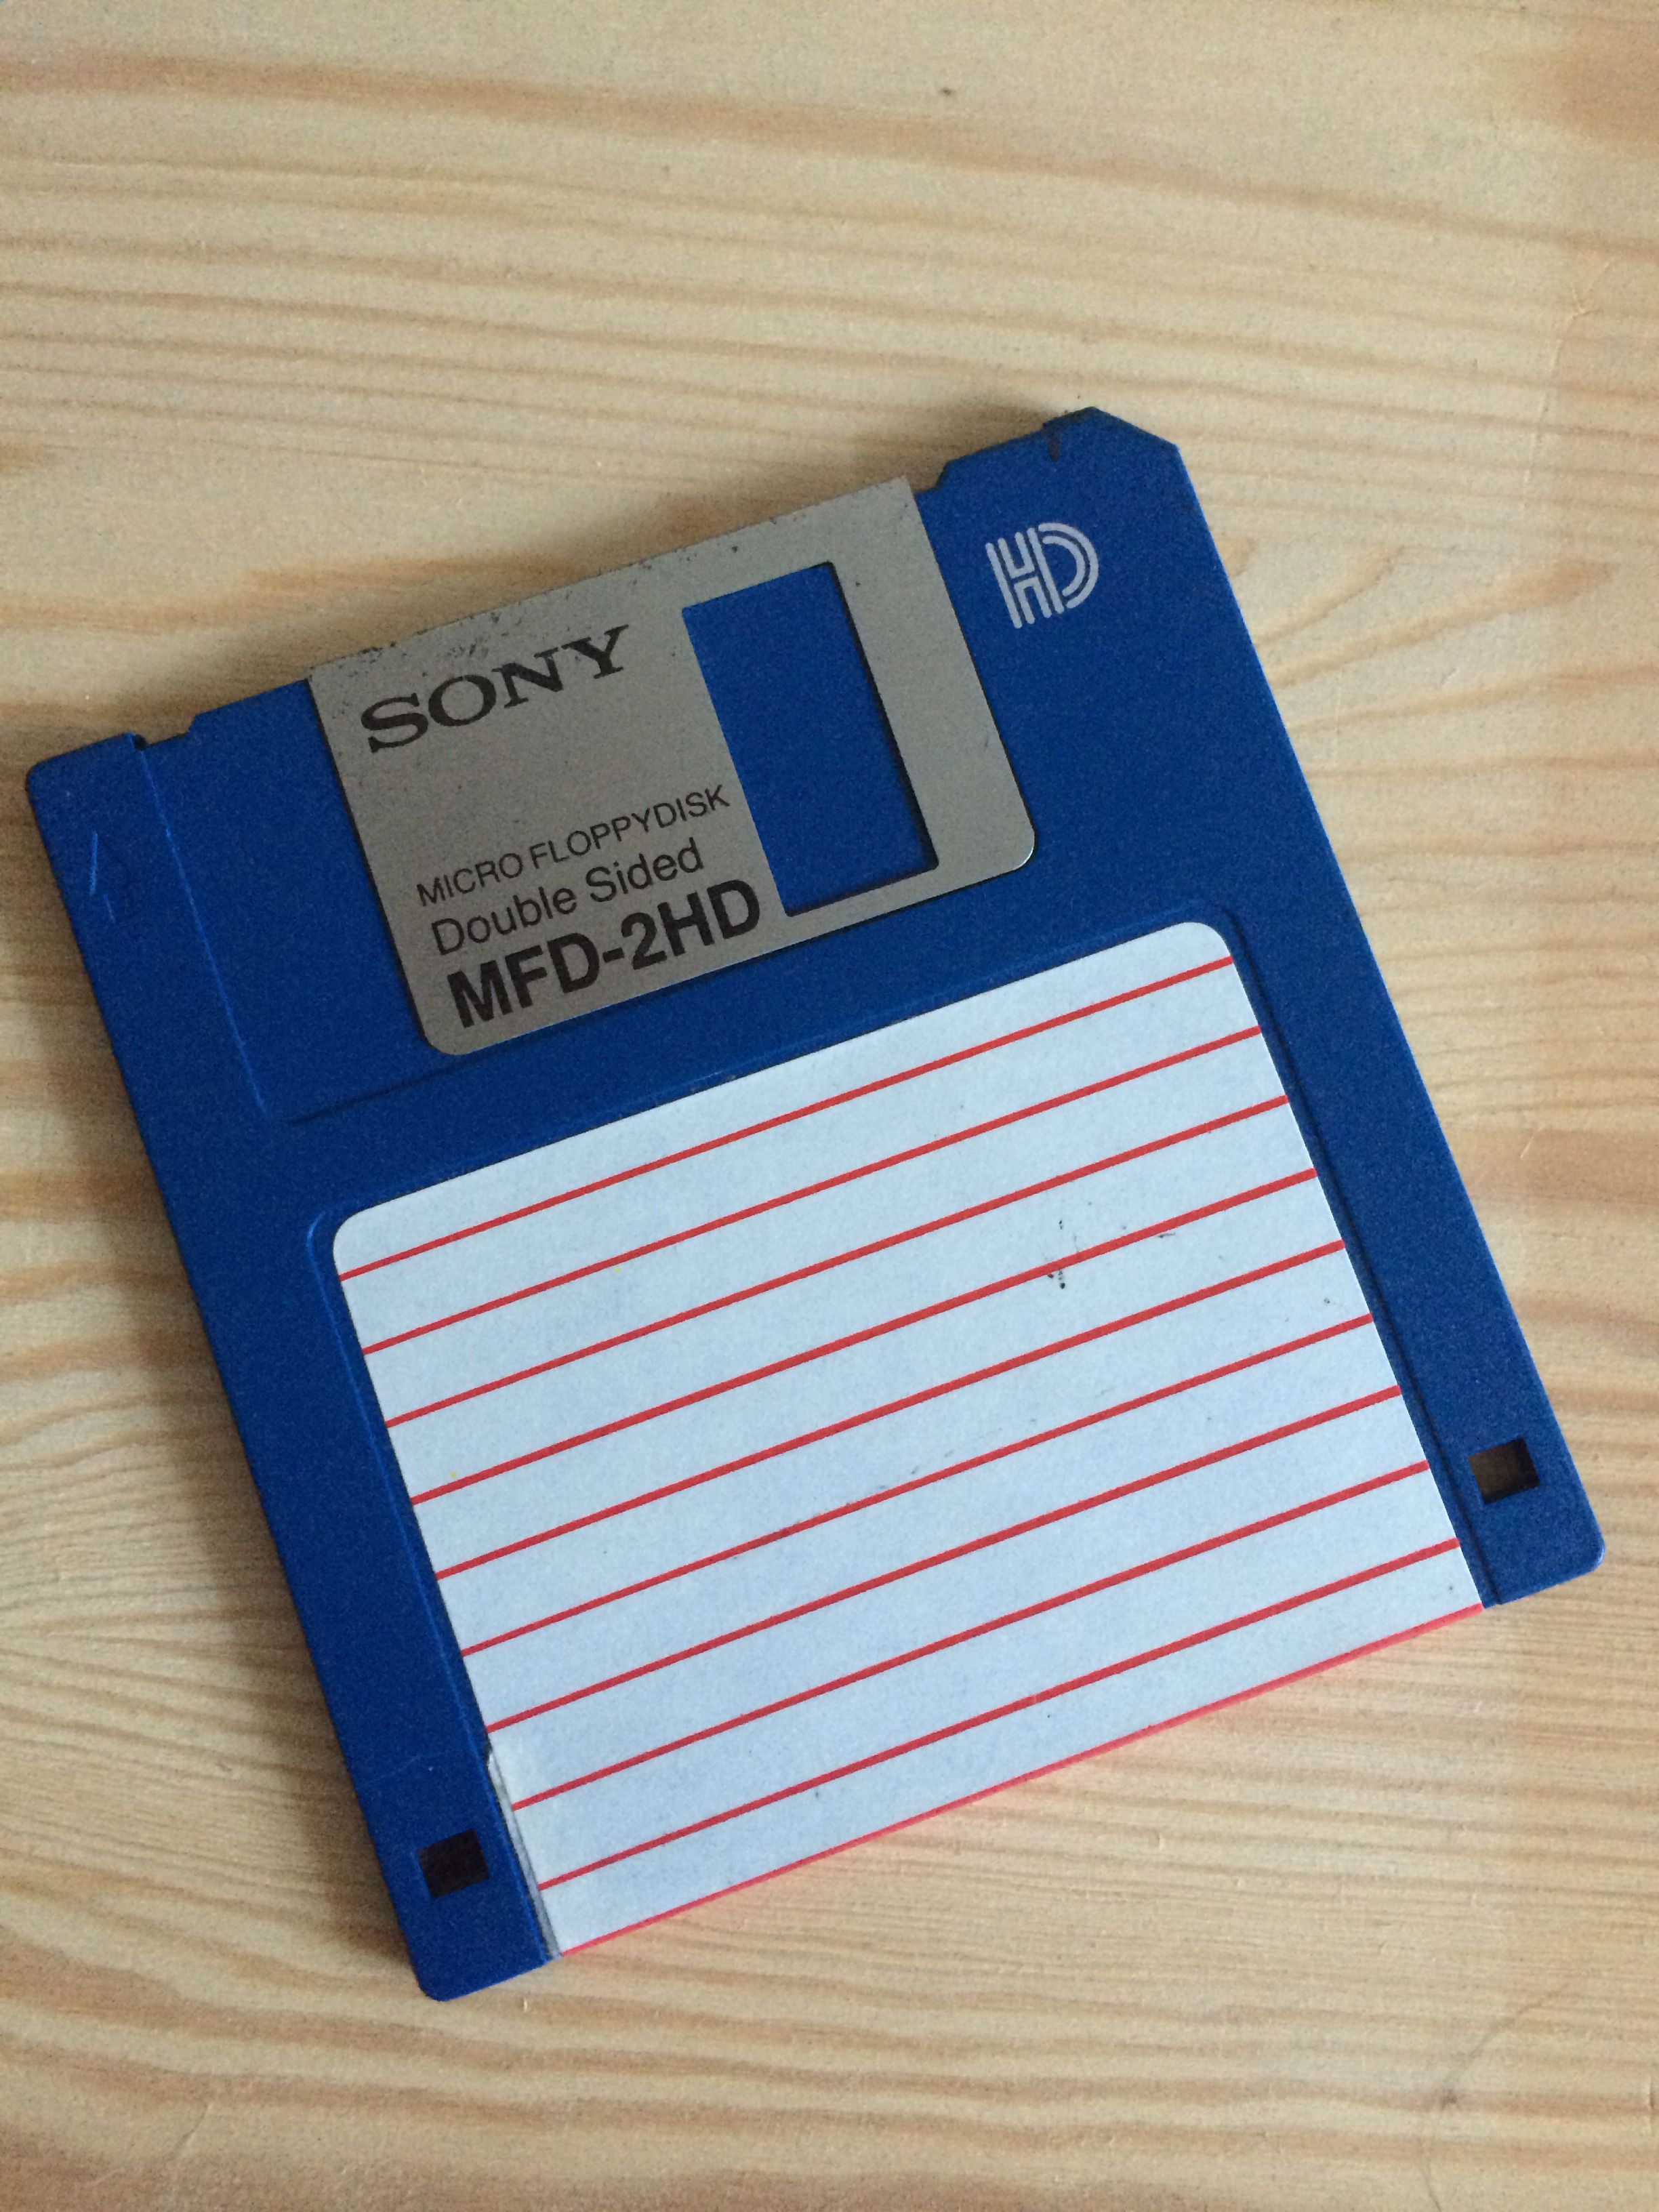 SONY
HD
MICRO FLOPPYDISK
Double Sided
MFD-2HD